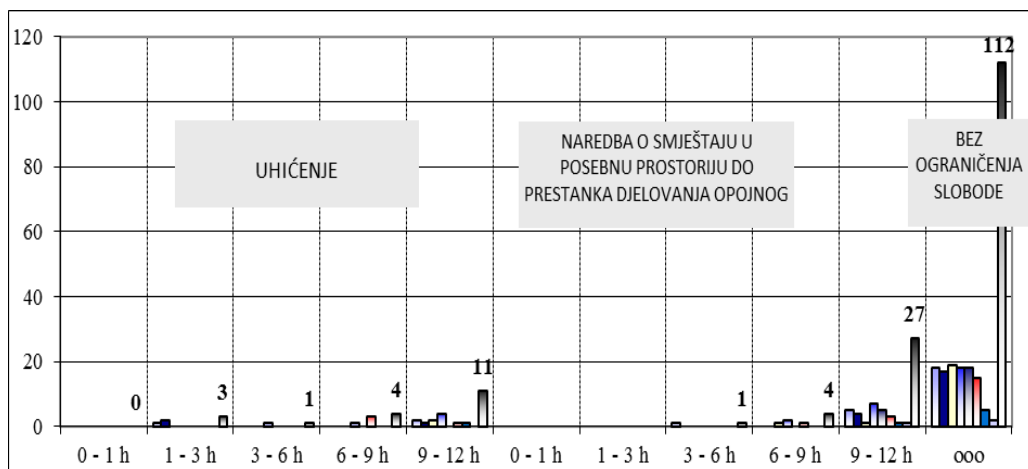 120
112
100
80
60
40
20
0
UHIĆENJE
NAREDBA O SMJEŠTAJU U
POSEBNU PROSTORIJU DO
PRESTANKA DJELOVANJA OPOJNOG
BEZ
OGRANIČENJA
SLOBODE
0 3 1 4 11 1 4 27
0 - 1 h 1 - 3 h 3 - 6 h 6 - 9 h 9 - 12 h 0 - 1 h 1 - 3 h 3 - 6 h 6 - 9 h 9 - 12 h ooo